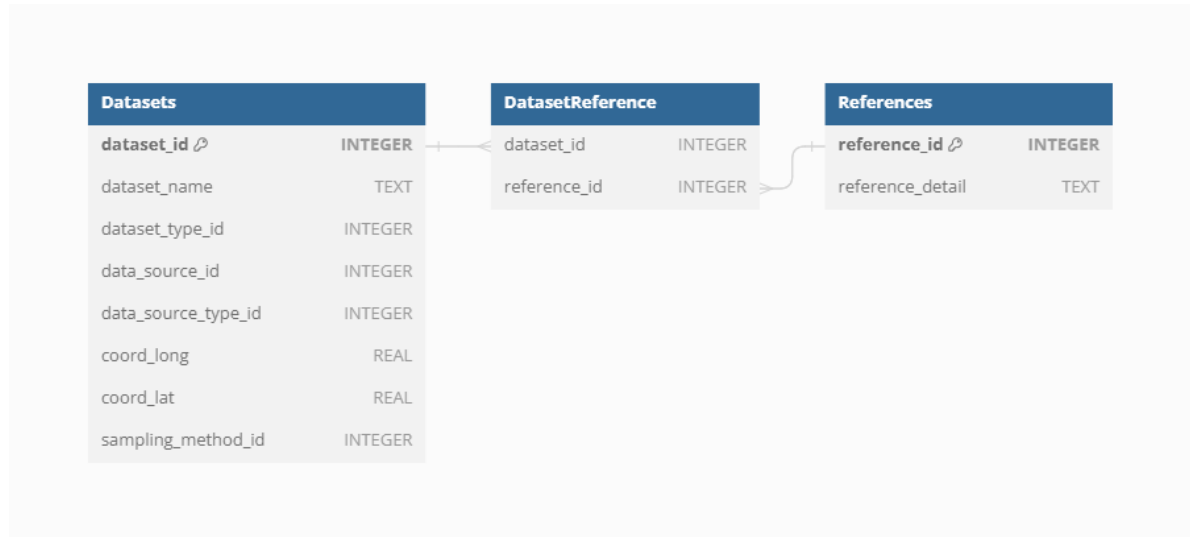 Datasets
dataset_id INTEGER
dataset_name TEXT
dataset_type_id INTEGER
data_source_id INTEGER
data_source_type_id INTEGER
coord_long REAL
coord_lat REAL
sampling_method_id INTEGER
DatasetReference
dataset_id INTEGER
reference_id INTEGER
References
reference_id INTEGER
reference_detail TEXT